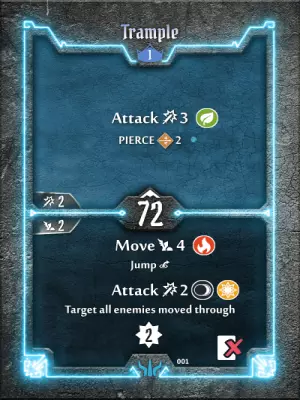 Trample
1
Attack 3
PIERCE 2
2
72
2
Move 4
Jump
Attack 2
Target all enemies moved through
2
001